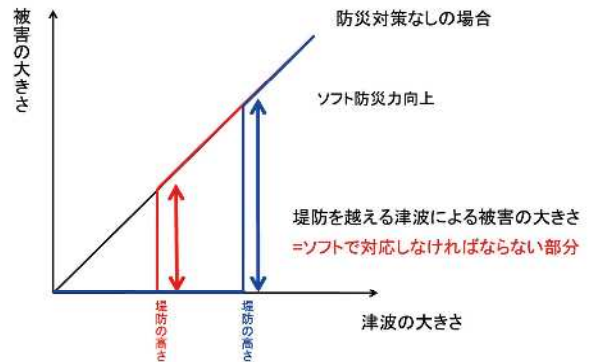 被害の大きさ
防災対策なしの場合
ソフト防災力向上
堤防を越える津波による被害の大きさ
=ソフトで対応しなければならない部分
堤防の高さ
堤防の高さ
津波の大きさ